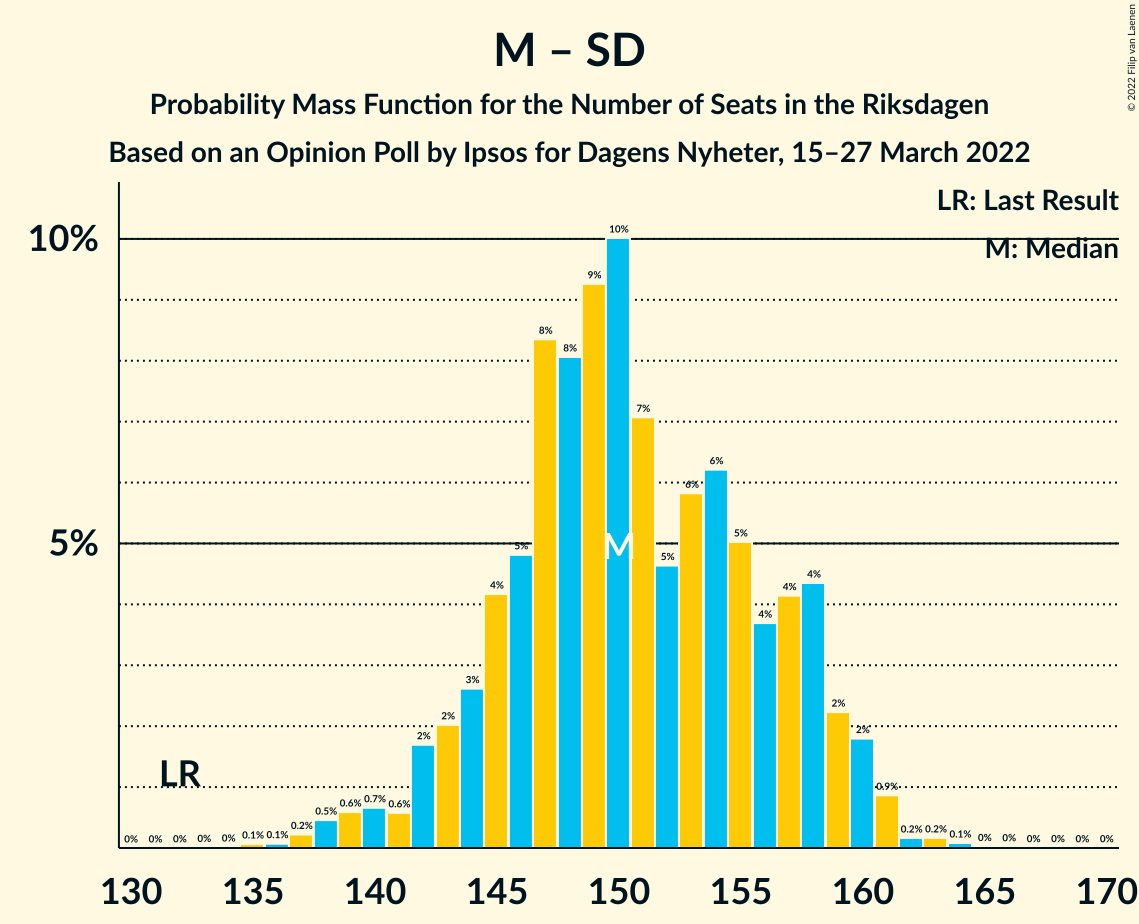 © 2022 Filip van Laenen
M – SD
Probability Mass Function for the Number of Seats in the Riksdagen
Based on an Opinion Poll by Ipsos for Dagens Nyheter, 15–27 March 2022
LR: Last Result
M: Median
10%
5%
LR
M
0% 0% 0% 0% 0% 0.1% 0.1% 0.2% 0.5% 0.6% 0.7% 0.6% 2% 2% 3% 4% 5% 8% 8% 9% 10% 7% 5% 6% 6% 5% 4% 4% 4% 2% 2% 0.9% 0.2% 0.2% 0.1% 0% 0% 0% 0% 0% 0%
130 135 140 145 150 155 160 165 170